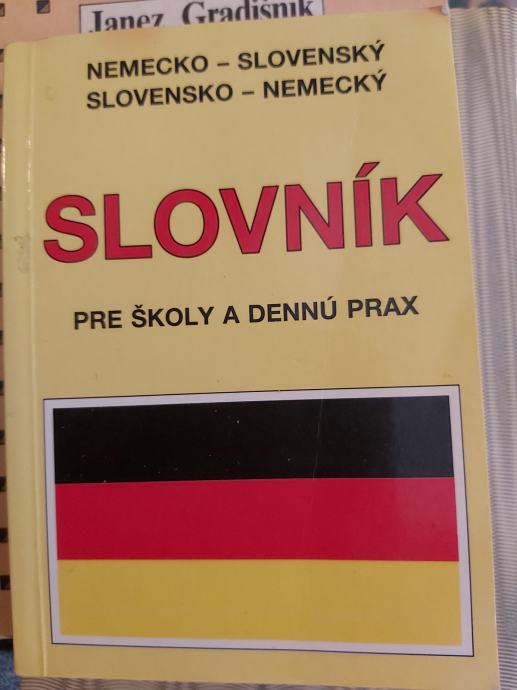 Janez Gradišnik
NEMECKO – SLOVENSKÝ
SLOVENSKO – NEMECKÝ
SLOVNÍK
PRE ŠKOLY A DENNÚ PRAX